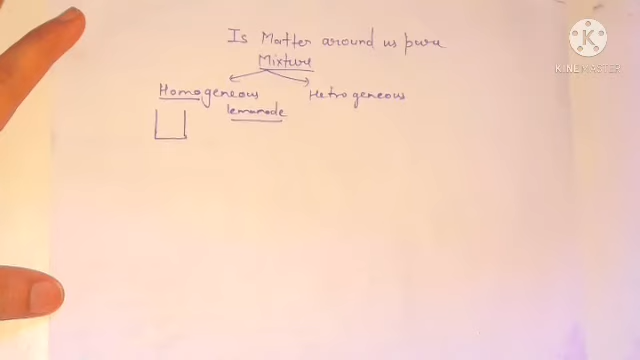 Is Matter around us pure
Mixture
Homogeneous Hetrogeneous
lemonade
KINEMASTER